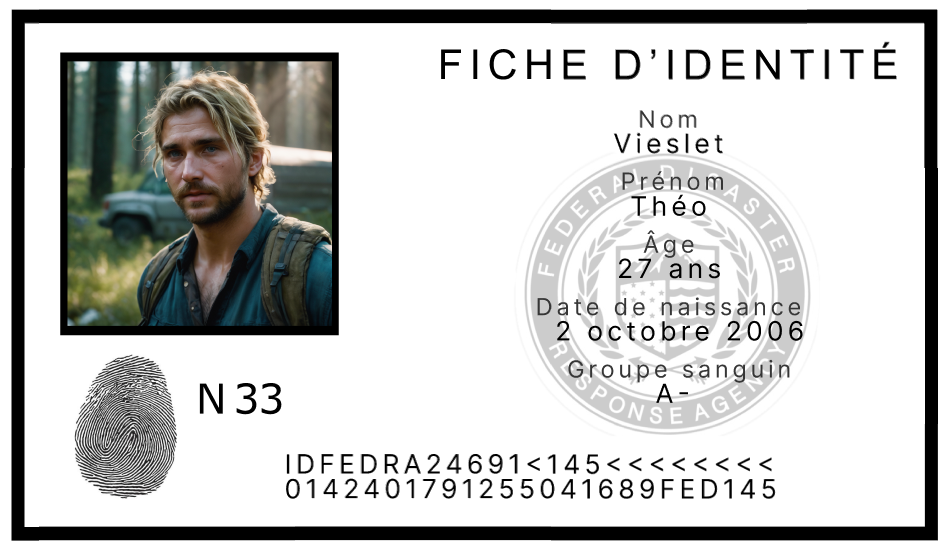 FICHE D'IDENTITÉ
Nom
Vieslet
Prénom
Théo
Âge
27 ans
Date de naissance
2 octobre 2006
Groupe sanguin
A-
FEDERAL DISASTER
RESPONSE AGENCY
N 33
IDFEDRA24691<145<<<<<<<<
0142401791255041689FED145